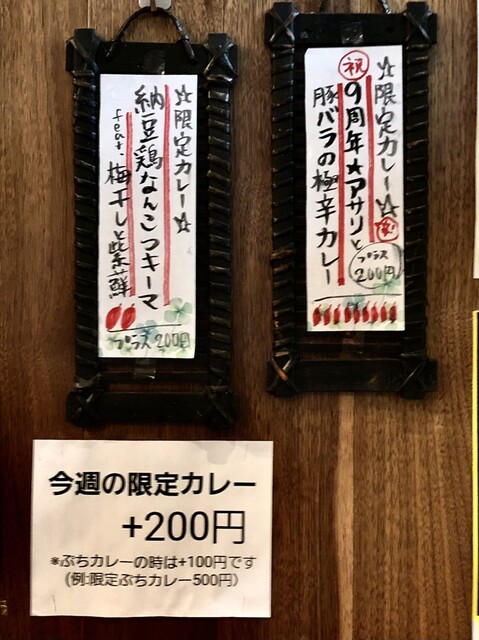 ☆限定カレー☆
祝9周年★アサリと
豚バラの極辛カレー
プラス
200円
☆限定カレー☆
納豆鶏なんこつキーマ
feat.梅干しと紫蘇
プラス200円
今週の限定カレー
+200円
*ぷちカレーの時は+100円です
(例:限定ぷちカレー500円)